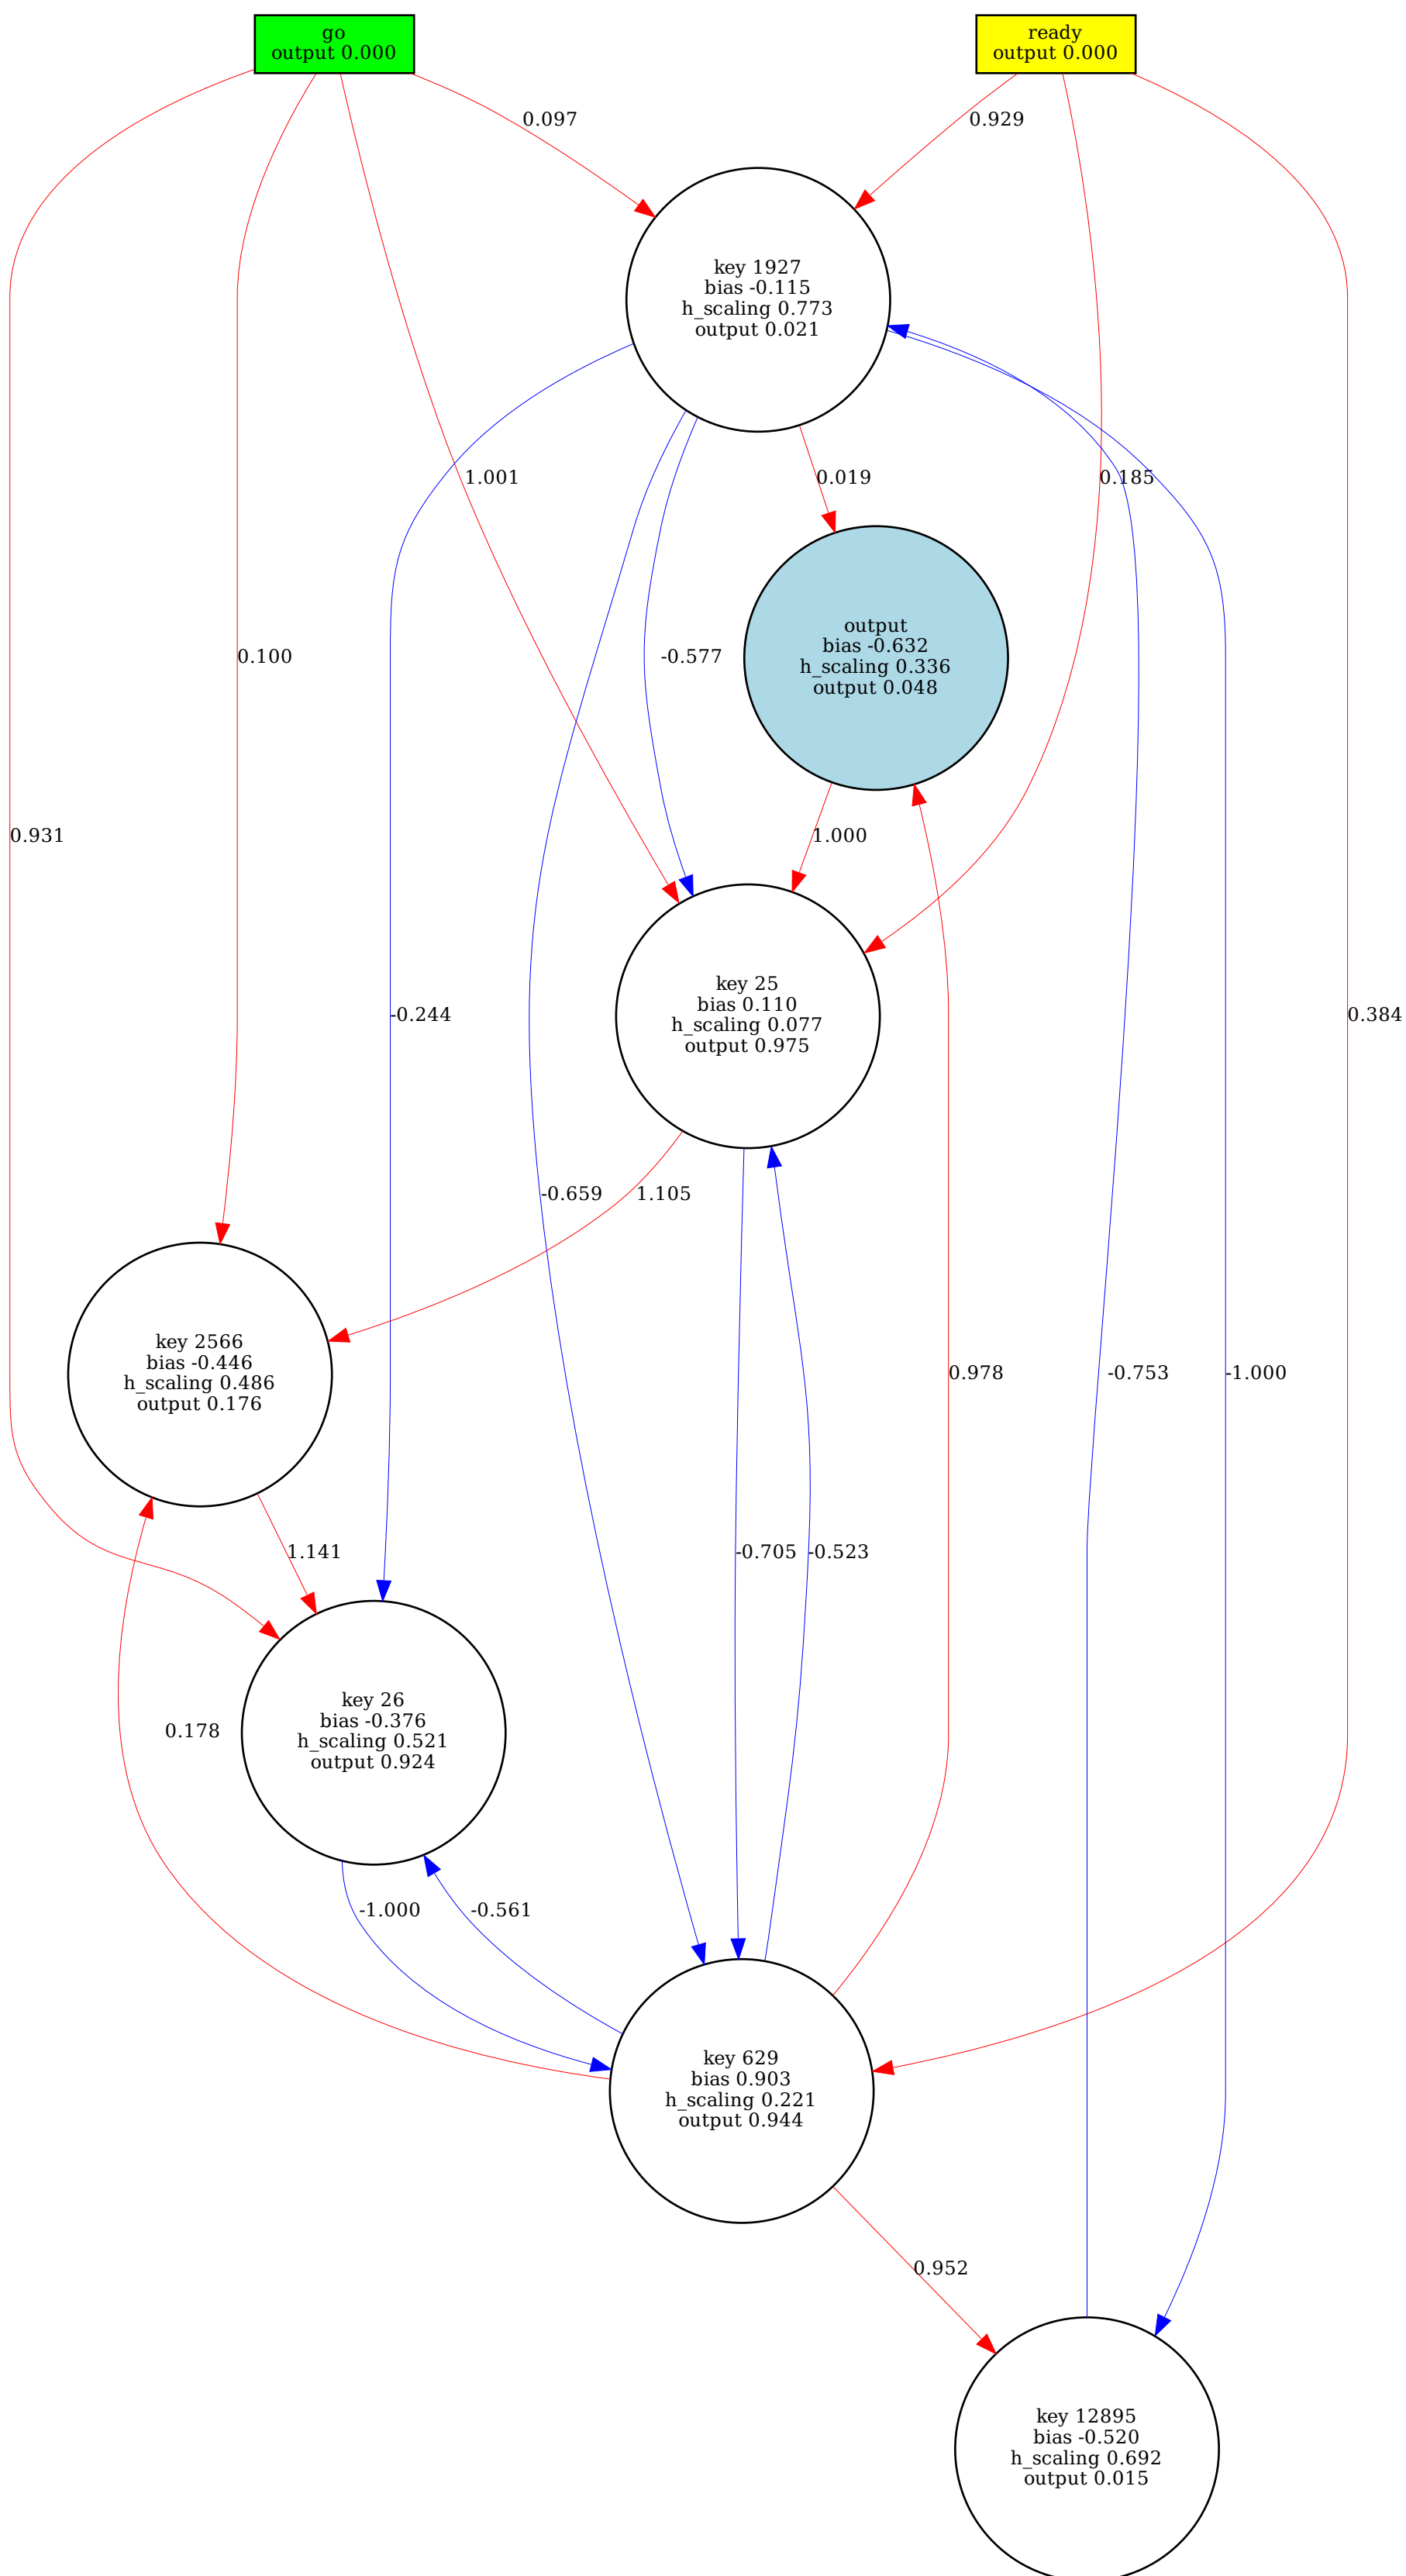 go
output 0.000
ready
output 0.000
0.097
0.929
key 1927
bias -0.115
h_scaling 0.773
output 0.021
1.001
0.019
0.185
output
bias -0.632
h_scaling 0.336
output 0.048
0.100
-0.577
0.931
1.000
key 25
bias 0.110
h_scaling 0.077
output 0.975
-0.244
0.384
-0.659
1.105
key 2566
bias -0.446
h_scaling 0.486
output 0.176
0.978
-0.753
-1.000
1.141
-0.705
-0.523
key 26
bias -0.376
h_scaling 0.521
output 0.924
0.178
-1.000
-0.561
key 629
bias 0.903
h_scaling 0.221
output 0.944
0.952
key 12895
bias -0.520
h_scaling 0.692
output 0.015